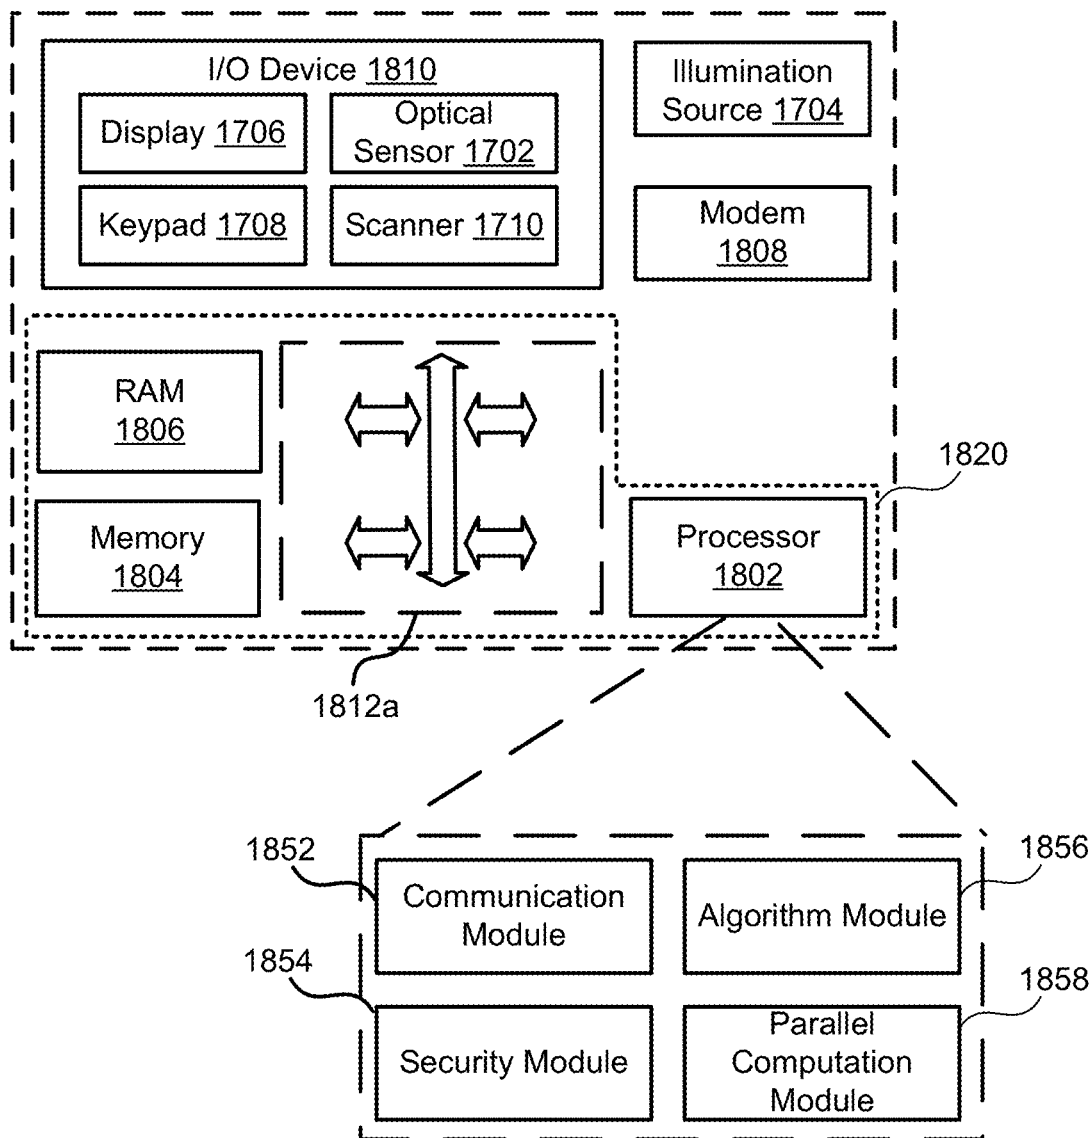 I/O Device 1810
Display 1706
Optical
Sensor 1702
Keypad 1708
Scanner 1710
Illumination
Source 1704
Modem
1808
RAM
1806
Memory
1804
Processor
1802
1820
1812a
1852
Communication
Module
1856
Algorithm Module
1854
Security Module
1858
Parallel
Computation
Module